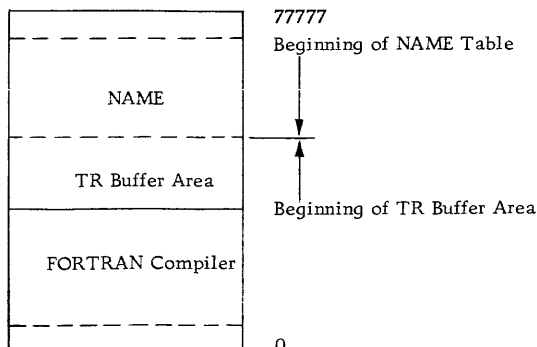 77777
Beginning of NAME Table
NAME
TR Buffer Area
Beginning of TR Buffer Area
FORTRAN Compiler
0